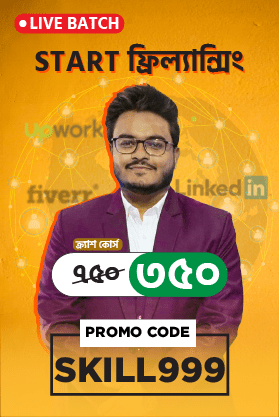 LIVE BATCH
START ফ্রিল্যান্সিং
upwork
fiverr
LinkedIn
ক্র্যাশ কোর্স
৭৫০ ৩৫০
PROMO CODE
SKILL999